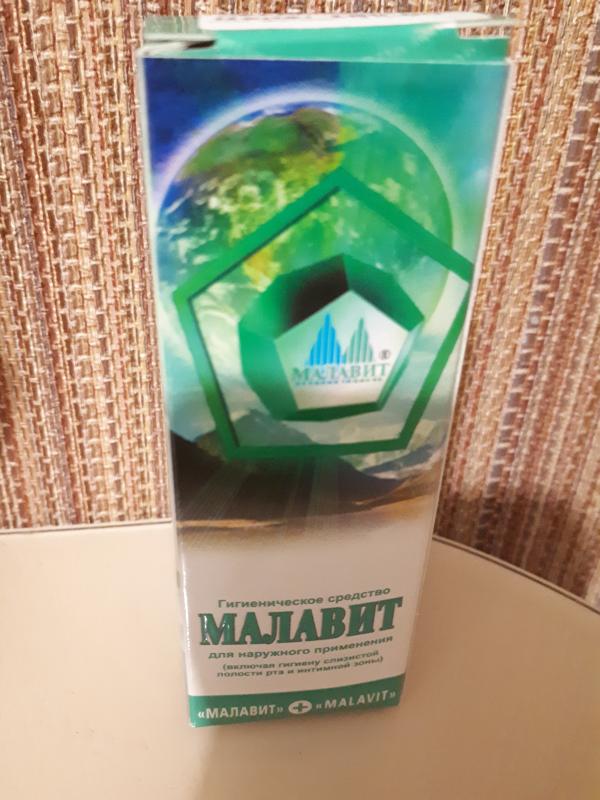 МАЛАВИТ
®
Гигиеническое средство
МАЛАВИТ
для наружного применения
(включая гигиену слизистой
полости рта и интимной зоны)
«МАЛАВИТ» + «MALAVIT»